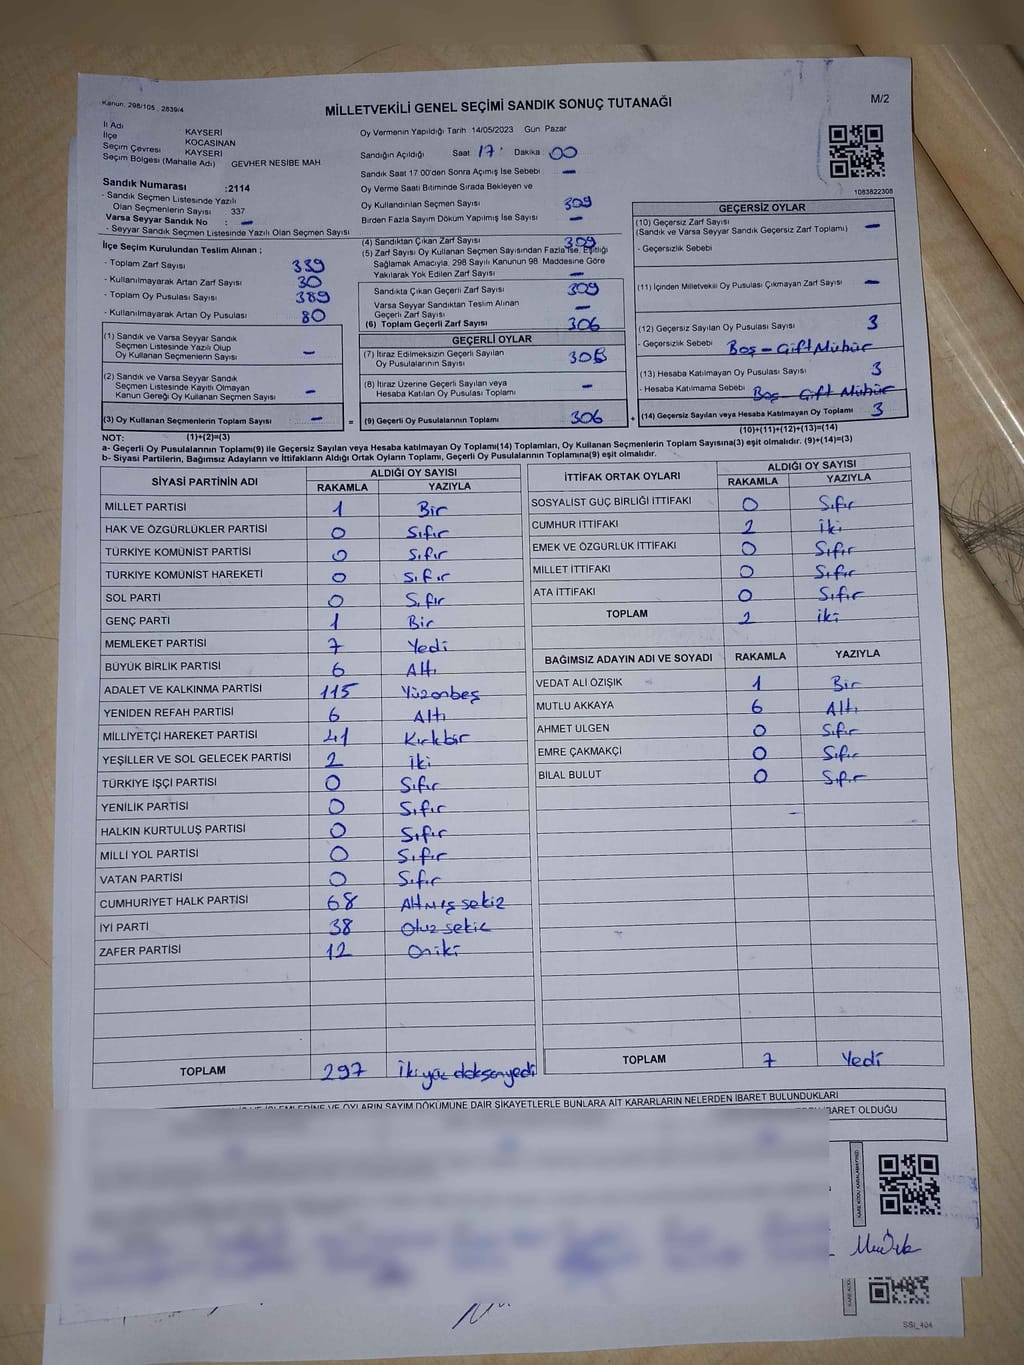 Kanun: 298/105 , 2839/4
MİLLETVEKİLİ GENEL SEÇİMİ SANDIK SONUÇ TUTANAĞI
M/2
İl Adı KAYSERİ
İlçe KOCASİNAN
Seçim Çevresi KAYSERİ
Seçim Bölgesi (Mahalle Adı) GEVHER NESİBE MAH
Oy Vermenin Yapıldığı Tarih 14/05/2023 Gün Pazar
Sandığın Açıldığı Saat 17 Dakika 00
Sandık Saat 17 00'den Sonra Açımış İse Sebebi —
Oy Verme Saati Bitiminde Sırada Bekleyen ve
Oy Kullandırılan Seçmen Sayısı 309
Birden Fazla Sayım Döküm Yapılmış İse Sayısı —
1083822308
Sandık Numarası :2114
- Sandık Seçmen Listesinde Yazılı
Olan Seçmenlerin Sayısı 337
Varsa Seyyar Sandık No : —
- Seyyar Sandık Seçmen Listesinde Yazılı Olan Seçmen Sayısı
İlçe Seçim Kurulundan Teslim Alınan ;
- Toplam Zarf Sayısı 339
- Kullanılmayarak Artan Zarf Sayısı 30
- Toplam Oy Pusulası Sayısı 389
- Kullanılmayarak Artan Oy Pusulası 80
(1) Sandık ve Varsa Seyyar Sandık
Seçmen Listesinde Yazılı Olup
Oy Kullanan Seçmenlerin Sayısı —
(2) Sandık ve Varsa Seyyar Sandık
Seçmen Listesinde Kayıtlı Olmayan
Kanun Gereği Oy Kullanan Seçmen Sayısı —
(3) Oy Kullanan Seçmenlerin Toplam Sayısı —
(4) Sandıktan Çıkan Zarf Sayısı 309
(5) Zarf Sayısı Oy Kullanan Seçmen Sayısından Fazla İse, Eşitliği
Sağlamak Amacıyla, 298 Sayılı Kanunun 98 Maddesine Göre
Yakılarak Yok Edilen Zarf Sayısı —
Sandıkta Çıkan Geçerli Zarf Sayısı 309
Varsa Seyyar Sandıktan Teslim Alınan
Geçerli Zarf Sayısı —
(6) Toplam Geçerli Zarf Sayısı 306
GEÇERLİ OYLAR
(7) İtiraz Edilmeksizin Geçerli Sayılan
Oy Pusulalarının Sayısı 306
(8) İtiraz Üzerine Geçerli Sayılan veya
Hesaba Katılan Oy Pusulası Toplamı —
= (9) Geçerli Oy Pusulalarının Toplamı 306
GEÇERSİZ OYLAR
(10) Geçersiz Zarf Sayısı —
(Sandık ve Varsa Seyyar Sandık Geçersiz Zarf Toplamı)
- Geçersizlik Sebebi
(11) İçinden Milletvekili Oy Pusulası Çıkmayan Zarf Sayısı —
(12) Geçersiz Sayılan Oy Pusulası Sayısı 3
- Geçersizlik Sebebi Boş - Çift Mühür
(13) Hesaba Katılmayan Oy Pusulası Sayısı 3
- Hesaba Katılmama Sebebi Boş - Çift Mühür
+ (14) Geçersiz Sayılan veya Hesaba Katılmayan Oy Toplamı 3
NOT: (1)+(2)=(3)
(10)+(11)+(12)+(13)=(14)
a- Geçerli Oy Pusulalarının Toplamı(9) ile Geçersiz Sayılan veya Hesaba katılmayan Oy Toplamı(14) Toplamları, Oy Kullanan Seçmenlerin Toplam Sayısına(3) eşit olmalıdır. (9)+(14)=(3)
b- Siyasi Partilerin, Bağımsız Adayların ve İttifakların Aldığı Ortak Oyların Toplamı, Geçerli Oy Pusulalarının Toplamına(9) eşit olmalıdır.
SİYASİ PARTİNİN ADI ALDIĞI OY SAYISI
RAKAMLA YAZIYLA
MİLLET PARTİSİ 1 Bir
HAK VE ÖZGÜRLÜKLER PARTİSİ 0 Sıfır
TÜRKİYE KOMÜNİST PARTİSİ 0 Sıfır
TÜRKİYE KOMÜNİST HAREKETİ 0 Sıfır
SOL PARTİ 0 Sıfır
GENÇ PARTİ 1 Bir
MEMLEKET PARTİSİ 7 Yedi
BÜYÜK BİRLİK PARTİSİ 6 Altı
ADALET VE KALKINMA PARTİSİ 115 Yüzonbeş
YENİDEN REFAH PARTİSİ 6 Altı
MİLLİYETÇİ HAREKET PARTİSİ 41 Kırkbir
YEŞİLLER VE SOL GELECEK PARTİSİ 2 iki
TÜRKİYE İŞÇİ PARTİSİ 0 Sıfır
YENİLİK PARTİSİ 0 Sıfır
HALKIN KURTULUŞ PARTİSİ 0 Sıfır
MİLLİ YOL PARTİSİ 0 Sıfır
VATAN PARTİSİ 0 Sıfır
CUMHURİYET HALK PARTİSİ 68 Altmış sekiz
İYİ PARTİ 38 Otuz sekiz
ZAFER PARTİSİ 12 Oniki
TOPLAM 297 ikiyüz doksanyedi
İTTİFAK ORTAK OYLARI ALDIĞI OY SAYISI
RAKAMLA YAZIYLA
SOSYALİST GÜÇ BİRLİĞİ İTTİFAKI 0 Sıfır
CUMHUR İTTİFAKI 2 iki
EMEK VE ÖZGÜRLÜK İTTİFAKI 0 Sıfır
MİLLET İTTİFAKI 0 Sıfır
ATA İTTİFAKI 0 Sıfır
TOPLAM 2 iki
BAĞIMSIZ ADAYIN ADI VE SOYADI RAKAMLA YAZIYLA
VEDAT ALİ ÖZIŞIK 1 Bir
MUTLU AKKAYA 6 Altı
AHMET ULGEN 0 Sıfır
EMRE ÇAKMAKÇİ 0 Sıfır
BİLAL BULUT 0 Sıfır
TOPLAM 7 Yedi
OYLARIN SAYIM DÖKÜMÜNE DAİR ŞİKAYETLERLE BUNLARA AİT KARARLARIN NELERDEN İBARET BULUNDUKLARI
İBARET OLDUĞU
SSİ_404